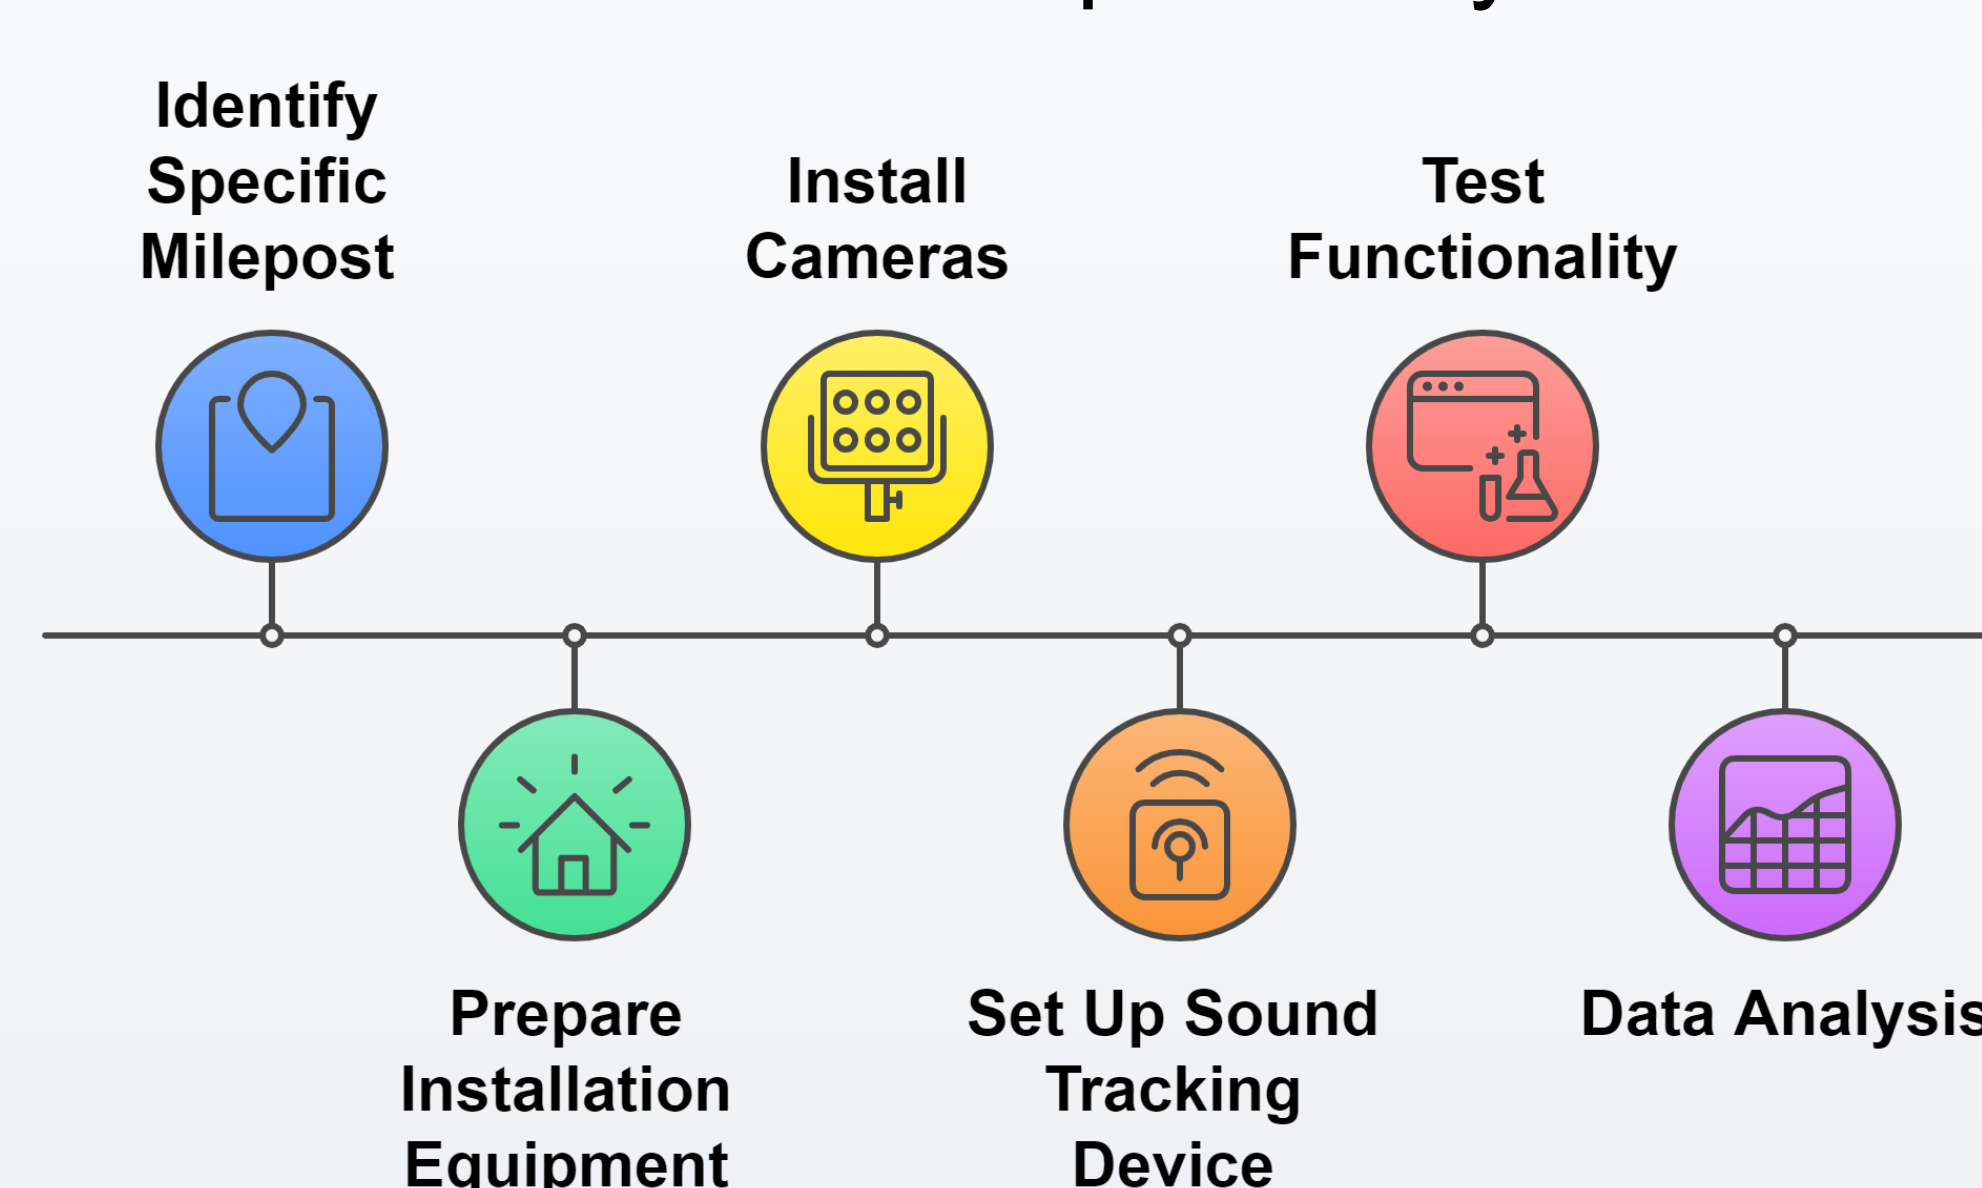 Identify
Specific
Milepost
Install
Cameras
Test
Functionality
Prepare
Installation
Equipment
Set Up Sound
Tracking
Device
Data Analysis